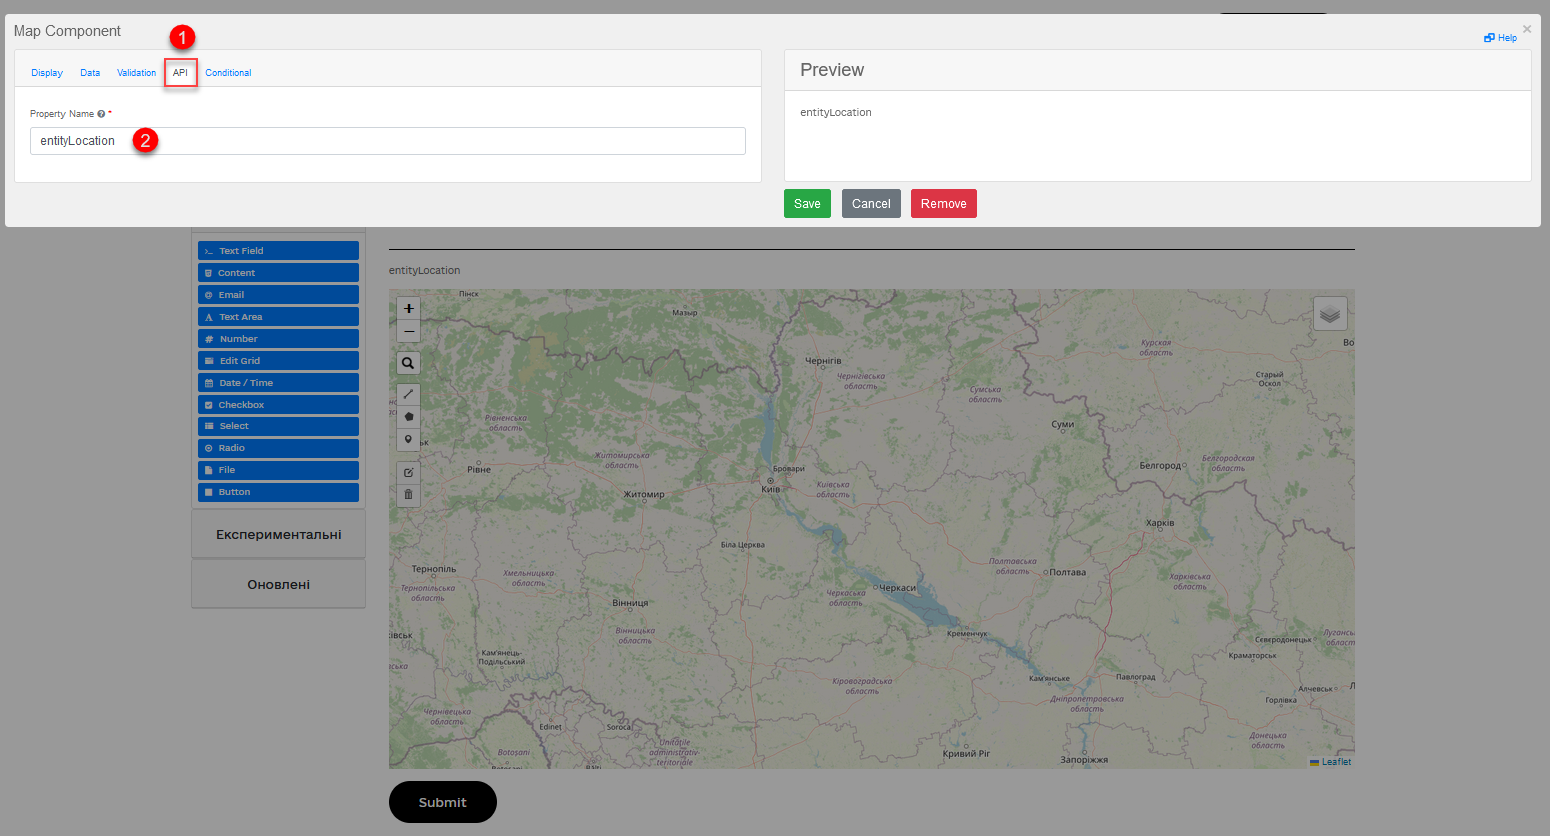 Map Component
1
Help
×
Display
Data
Validation
API
Conditional
Property Name *
entityLocation
2
Preview
entityLocation
Save
Cancel
Remove
Text Field
Content
Email
Text Area
Number
Edit Grid
Date / Time
Checkbox
Select
Radio
File
Button
Експериментальні
Оновлені
entityLocation
+
−
Пінск
Мазыр
Во
Чернігів
Курская
область
Чернігівська
область
Сумська
область
Старый
Оскол
Рівненська
область
Суми
Житомирська
область
Рівне
Бровари
Київ
Київська
область
Белгород
Белгородская
область
Житомир
Харків
Біла Церква
Тернопіль
Тернопільська
область
Хмельницька
область
Полтавська
область
Полтава
Харківська
область
Черкаська
область
Черкаси
Вінниця
Вінницька
область
Кременчук
ківськ
Кам'янець-
Подільський
Сєвєродонецьк
Краматорськ
Кам'янське
Павлоград
Кіровоградська
область
Дніпропетровська
область
Алчевськ
Горлівка
Чернівецька
область
Edineț
Soroca
Донецька
область
Botoșani
Unitățile
administrativ-
teritoriale
Кривий Ріг
Запоріжжя
Leaflet
Submit